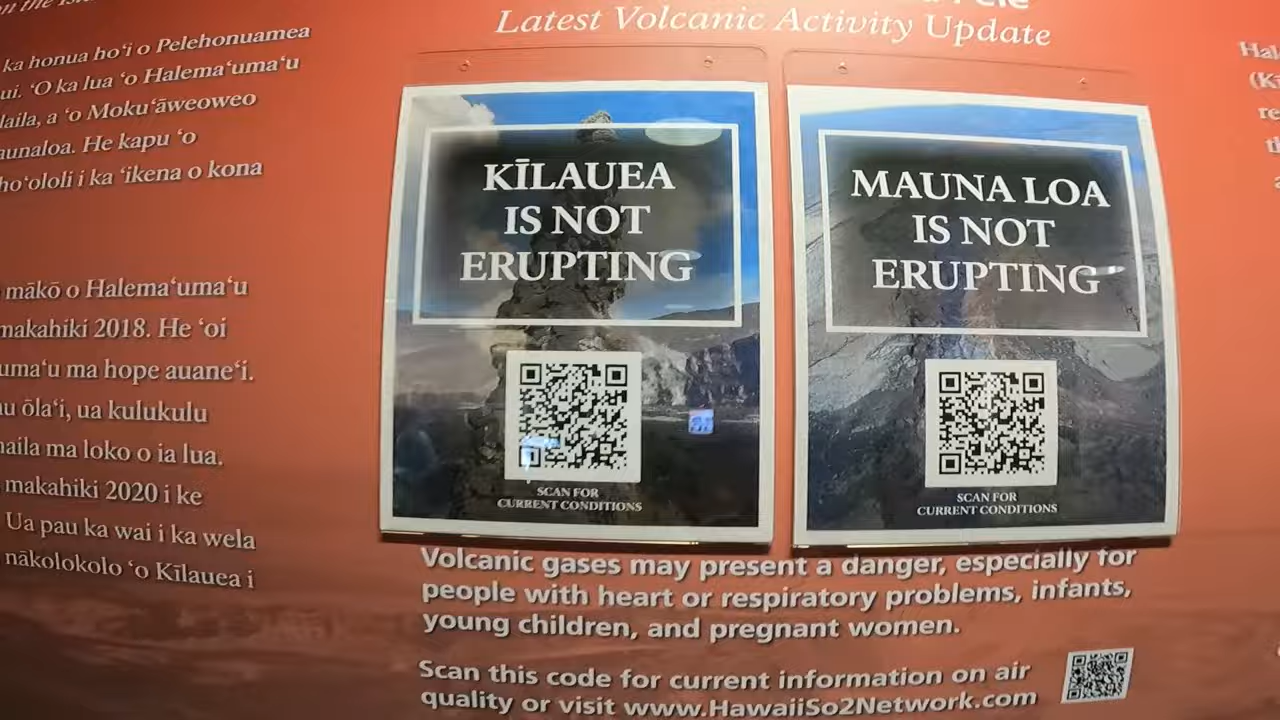 on the
Latest Volcanic Activity Update
ka honua hoʻi o Pelehonuamea
ui. ʻO ka lua ʻo Halemaʻumaʻu
laila, a ʻo Mokuʻāweoweo
aunaloa. He kapu ʻo
hoʻololi i ka ʻikena o kona
mākō o Halemaʻumaʻu
makahiki 2018. He ʻoi
umaʻu ma hope auaneʻi.
ōlaʻi, ua kulukulu
laila ma loko o ia lua.
makahiki 2020 i ke
Ua pau ka wai i ka wela
nākolokolo ʻo Kīlauea i
KĪLAUEA
IS NOT
ERUPTING
SCAN FOR
CURRENT CONDITIONS
MAUNA LOA
IS NOT
ERUPTING
SCAN FOR
CURRENT CONDITIONS
Volcanic gases may present a danger, especially for
people with heart or respiratory problems, infants,
young children, and pregnant women.
Scan this code for current information on air
quality or visit www.HawaiiSo2Network.com